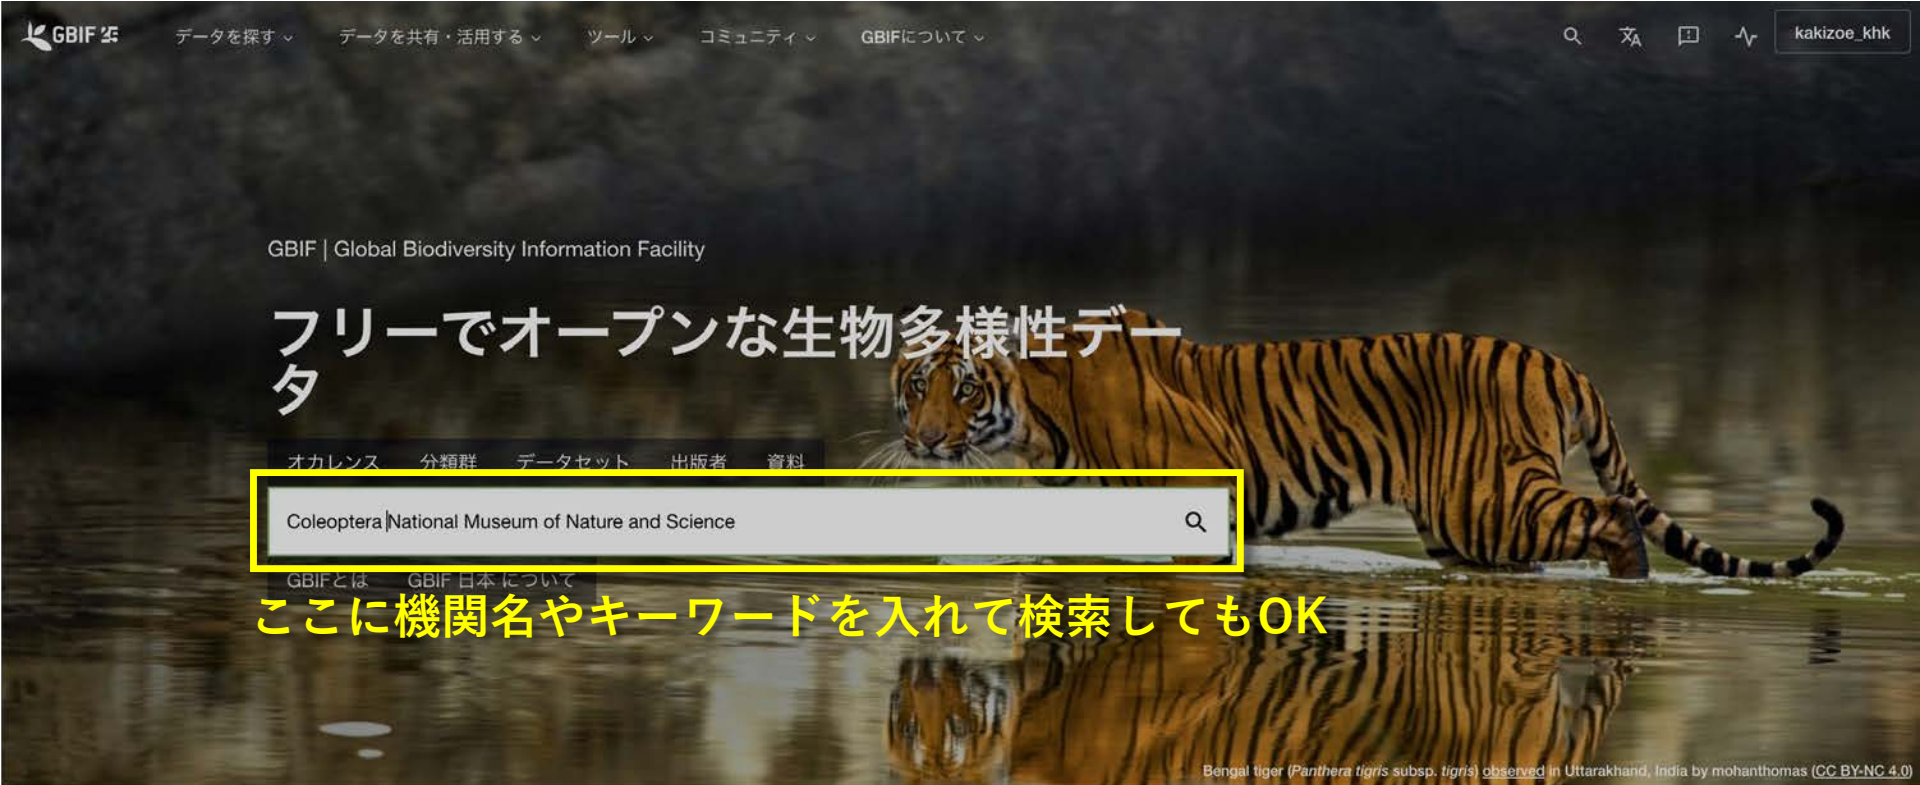 GBIF
データを探す
データを共有・活用する
ツール
コミュニティ
GBIFについて
kakizoe_khk
GBIF | Global Biodiversity Information Facility
フリーでオープンな生物多様性デー
タ
オカレンス 分類群 データセット 出版者 資料
Coleoptera National Museum of Nature and Science
GBIFとは GBIF 日本 について
ここに機関名やキーワードを入れて検索してもOK
Bengal tiger (Panthera tigris subsp. tigris) observed in Uttarakhand, India by mohanthomas (CC BY-NC 4.0)